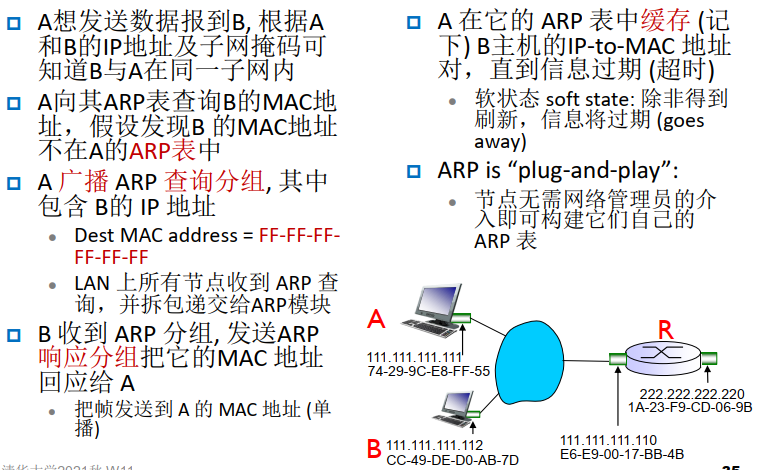 A想发送数据报到B, 根据A
和B的IP地址及子网掩码可
知道B与A在同一子网内
A向其ARP表查询B的MAC地
址，假设发现B 的MAC地址
不在A的ARP表中
A 广播 ARP 查询分组, 其中
包含 B的 IP 地址
Dest MAC address = FF-FF-FF-
FF-FF-FF
LAN 上所有节点收到 ARP 查
询，并拆包递交给ARP模块
B 收到 ARP 分组, 发送ARP
响应分组把它的MAC 地址
回应给 A
把帧发送到 A 的 MAC 地址 (单
播)
A 在它的 ARP 表中缓存 (记
下) B主机的IP-to-MAC 地址
对，直到信息过期 (超时)
软状态 soft state: 除非得到
刷新，信息将过期 (goes
away)
ARP is “plug-and-play”:
节点无需网络管理员的介
入即可构建它们自己的
ARP 表
A
111.111.111.111
74-29-9C-E8-FF-55
R
222.222.222.220
1A-23-F9-CD-06-9B
B
111.111.111.112
CC-49-DE-D0-AB-7D
111.111.111.110
E6-E9-00-17-BB-4B
清华大学2021秋 W11